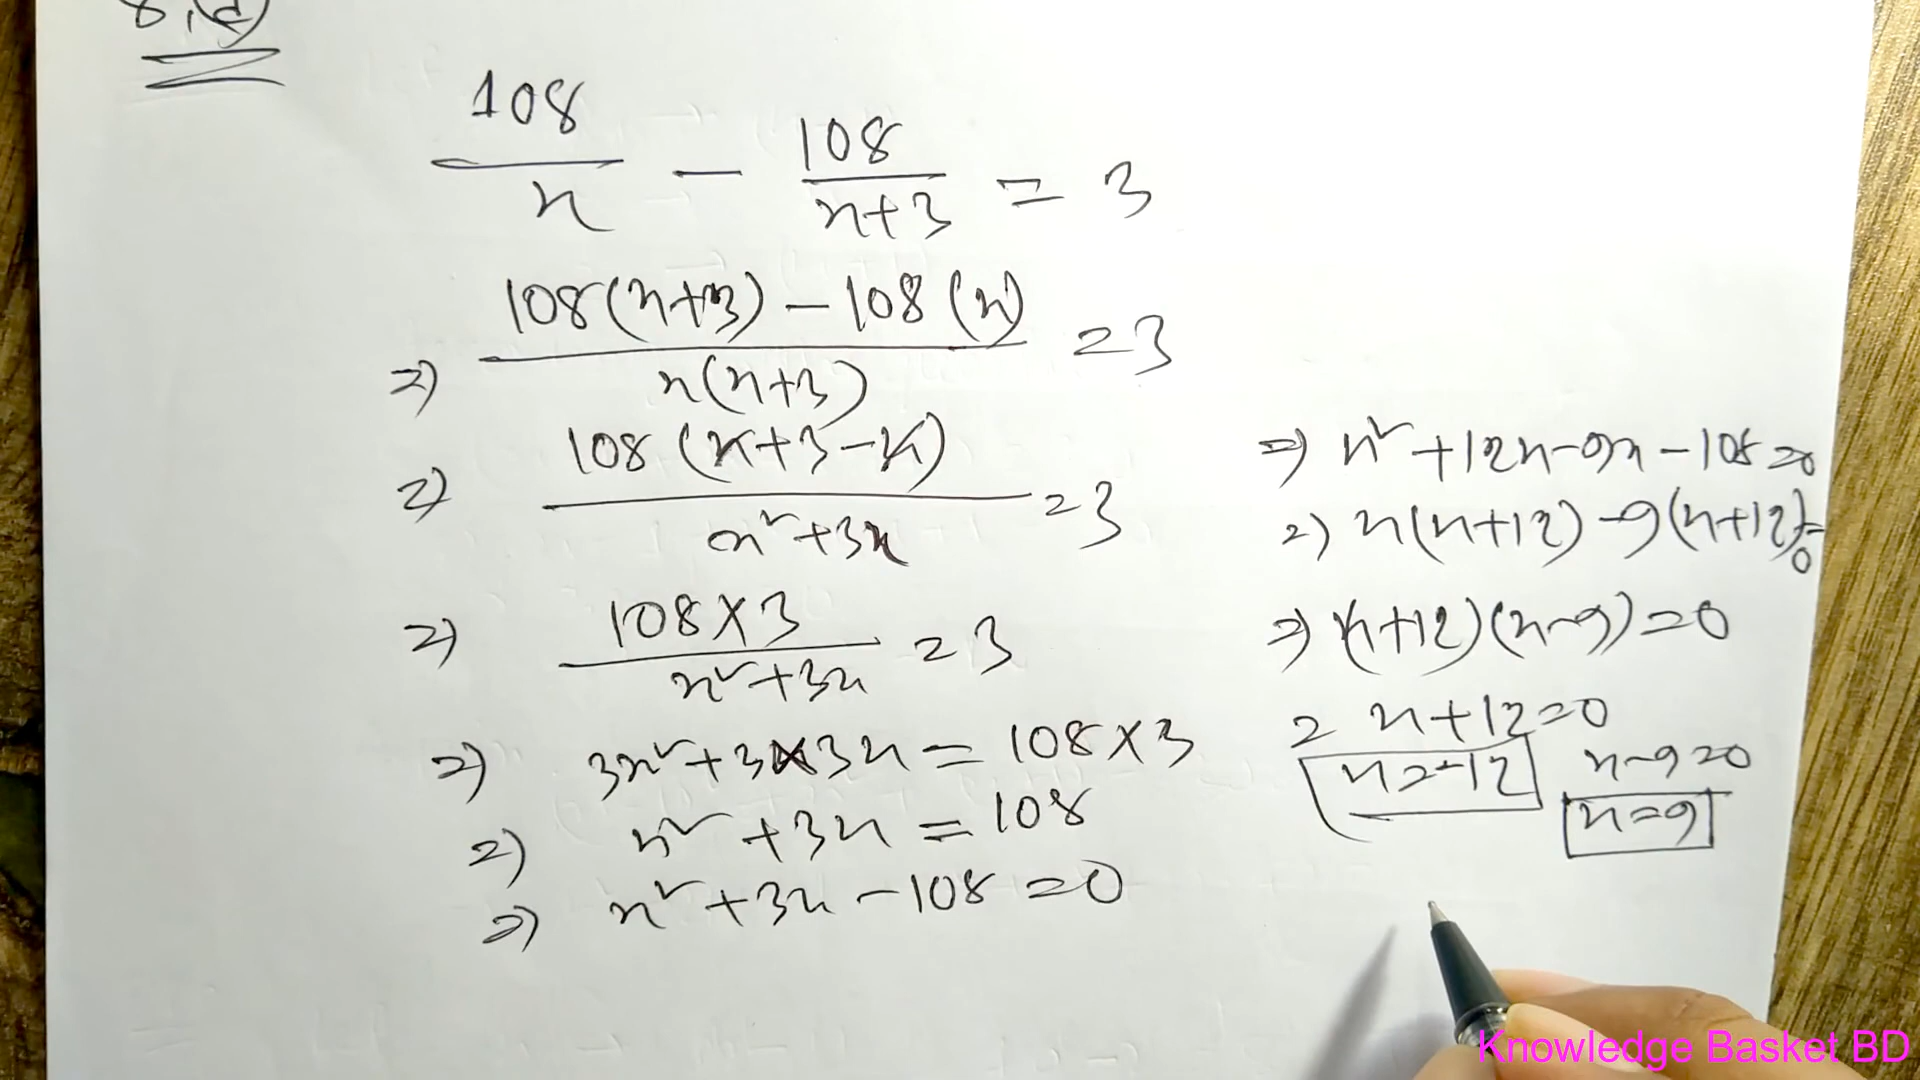 108/x - 108/x+3 = 3
=> 108(x+3) - 108(x) / x(x+3) = 3
=> 108(x+3-x) / x²+3x = 3
=> 108×3 / x²+3x = 3
=> 3x²+3×3x = 108×3
=> x²+3x = 108
=> x²+3x-108 = 0
=> x²+12x-9x-108=0
=> x(x+12)-9(x+12)=0
=> (x+12)(x-9)=0
= x+12=0
x=-12
x-9=0
x=9
Knowledge Basket BD